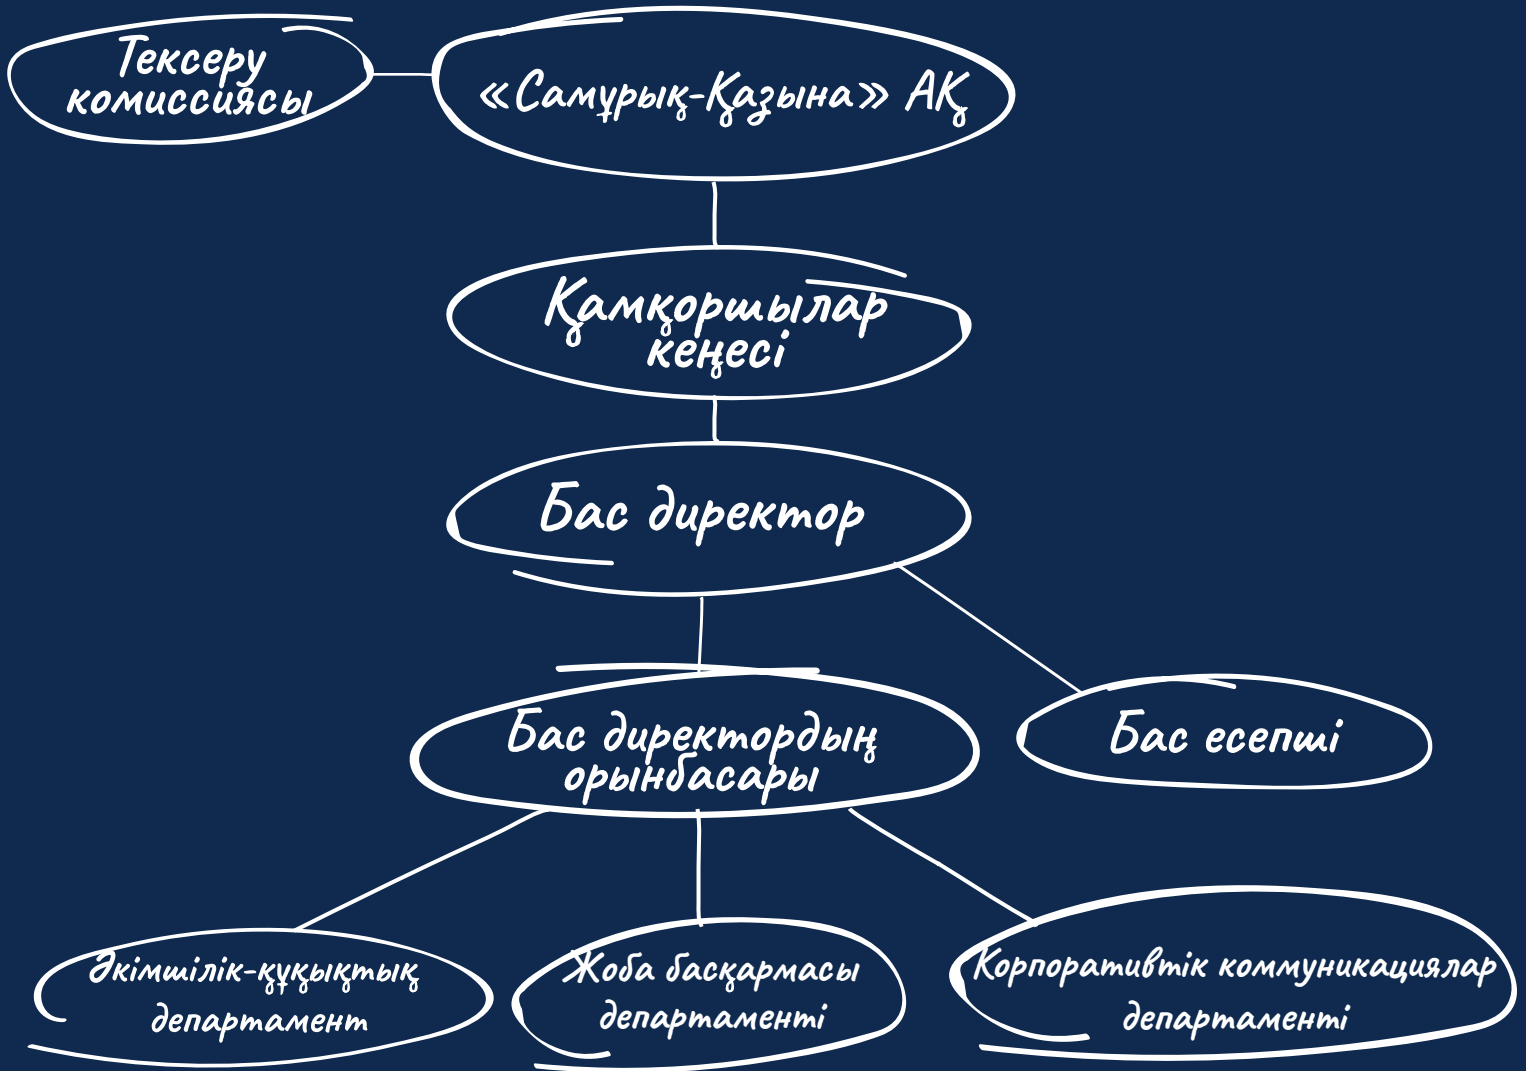 Тексеру
комиссиясы
«Самұрық-Қазына» АҚ
Қамқоршылар
кеңесі
Бас директор
Бас директордың
орынбасары
Бас есепші
Әкімшілік-құқықтық
департамент
Жоба басқармасы
департаменті
Корпоративтік коммуникациялар
департаменті